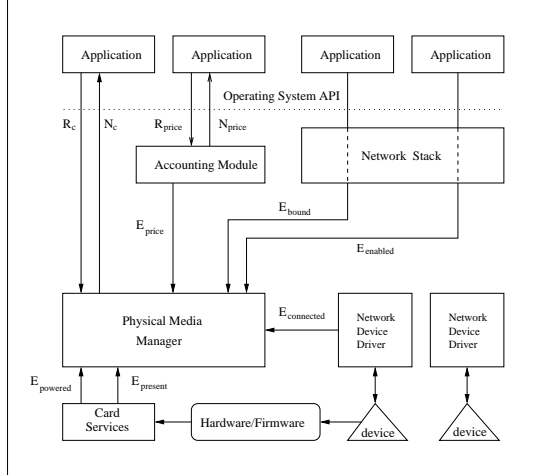 Application Application Application Application
Operating System API
R_c N_c R_price N_price
Network Stack
Accounting Module
E_bound
E_price
E_enabled
E_connected
Physical Media
Manager
Network
Device
Driver
Network
Device
Driver
E_powered E_present
Card
Services
Hardware/Firmware
device
device